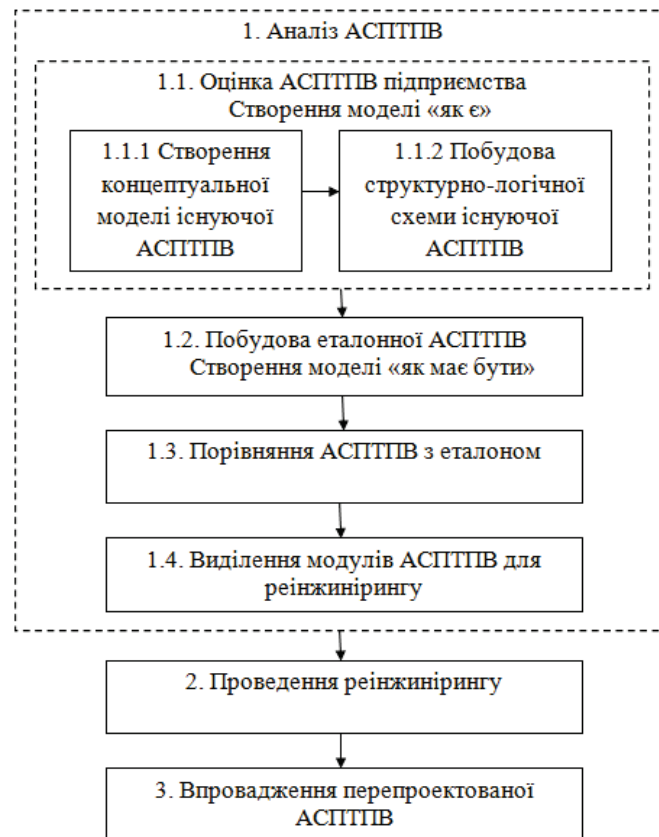 1. Аналіз АСПТПВ
1.1. Оцінка АСПТПВ підприємства
Створення моделі «як є»
1.1.1 Створення
концептуальної
моделі існуючої
АСПТПВ
1.1.2 Побудова
структурно-логічної
схеми існуючої
АСПТПВ
1.2. Побудова еталонної АСПТПВ
Створення моделі «як має бути»
1.3. Порівняння АСПТПВ з еталоном
1.4. Виділення модулів АСПТПВ для
реінжинірингу
2. Проведення реінжинірингу
3. Впровадження перепроектованої
АСПТПВ